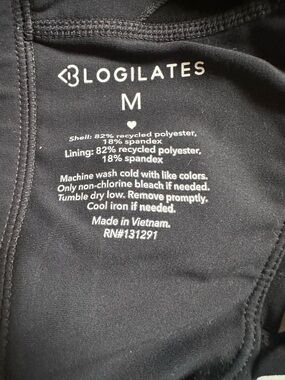 BLOGILATES
M
Shell: 82% recycled polyester,
18% spandex
Lining: 82% recycled polyester,
18% spandex
Machine wash cold with like colors.
Only non-chlorine bleach if needed.
Tumble dry low. Remove promptly.
Cool iron if needed.
Made in Vietnam.
RN#131291